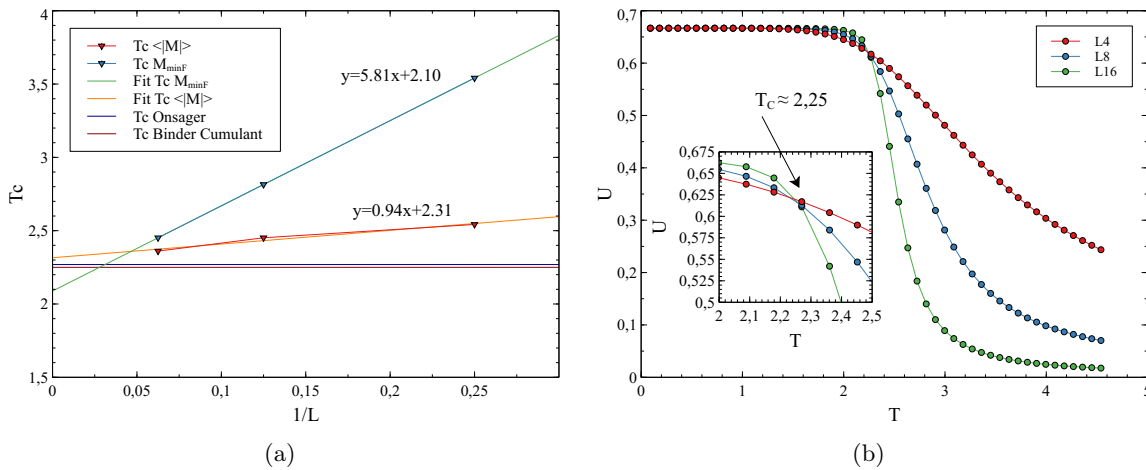 4
3,5
3
2,5
2
1,5
Tc
Tc <|M|>
Tc M_minF
Fit Tc M_minF
Fit Tc <|M|>
Tc Onsager
Tc Binder Cumulant
y=5.81x+2.10
y=0.94x+2.31
0 0,05 0,1 0,15 0,2 0,25
1/L
(a)
0,7
0,6
0,5
0,4
0,3
0,2
0,1
0
U
L4
L8
L16
T_C ≈ 2,25
0,675
0,65
0,625
0,6
0,575
0,55
0,525
0,5
U
2 2,1 2,2 2,3 2,4 2,5
T
0 1 2 3 4 5
T
(b)